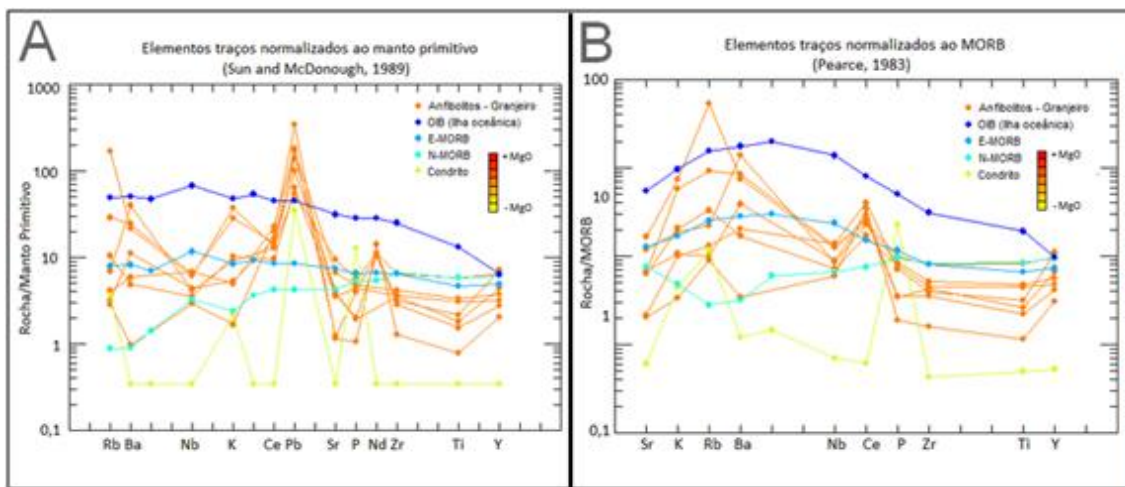 A
Elementos traços normalizados ao manto primitivo
(Sun and McDonough, 1989)
Rocha/Manto Primitivo
1000
100
10
1
0,1
Anfibolitos - Granjeiro
OIB (Ilha oceânica)
E-MORB
N-MORB
Condrito
+ MgO
- MgO
Rb Ba Nb K Ce Pb Sr P Nd Zr Ti Y
B
Elementos traços normalizados ao MORB
(Pearce, 1983)
Rocha/MORB
100
10
1
0,1
Anfibolitos - Granjeiro
OIB (Ilha oceânica)
E-MORB
N-MORB
Condrito
+ MgO
- MgO
Sr K Rb Ba Nb Ce P Zr Ti Y